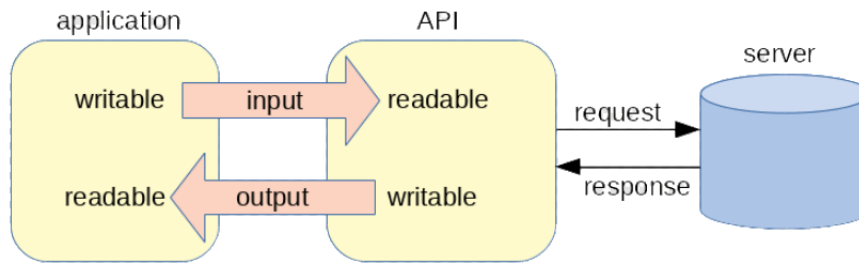 application
API
server
writable
input
readable
request
response
readable
output
writable